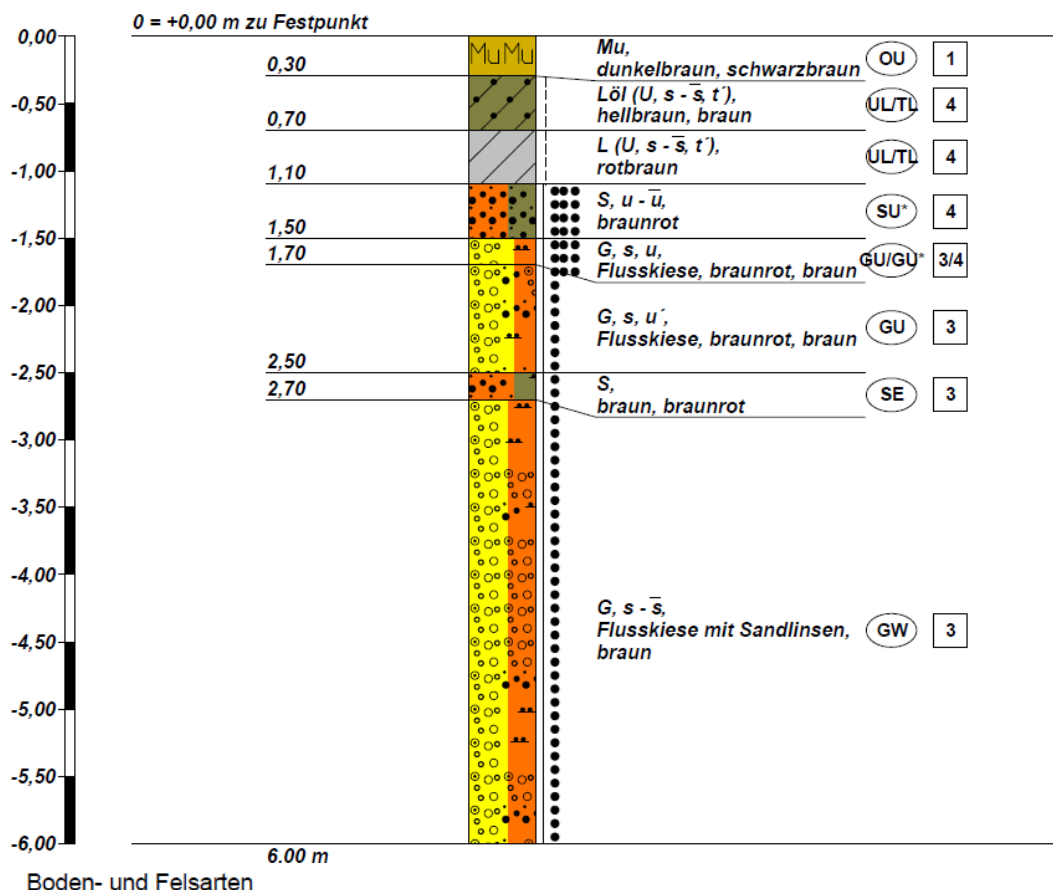 0 = +0,00 m zu Festpunkt
0,00
Mu Mu
Mu,
dunkelbraun, schwarzbraun
OU
1
0,30
-0,50
Löl (U, s - s̅, t´),
hellbraun, braun
UL/TL
4
0,70
-1,00
L (U, s - s̅, t´),
rotbraun
UL/TL
4
1,10
S, u - u̅,
braunrot
SU*
4
1,50
-1,50
G, s, u,
Flusskiese, braunrot, braun
GU/GU*
3/4
1,70
-2,00
G, s, u´,
Flusskiese, braunrot, braun
GU
3
2,50
-2,50
S,
braun, braunrot
SE
3
2,70
-3,00
-3,50
-4,00
G, s - s̅,
Flusskiese mit Sandlinsen,
braun
GW
3
-4,50
-5,00
-5,50
-6,00
6.00 m
Boden- und Felsarten